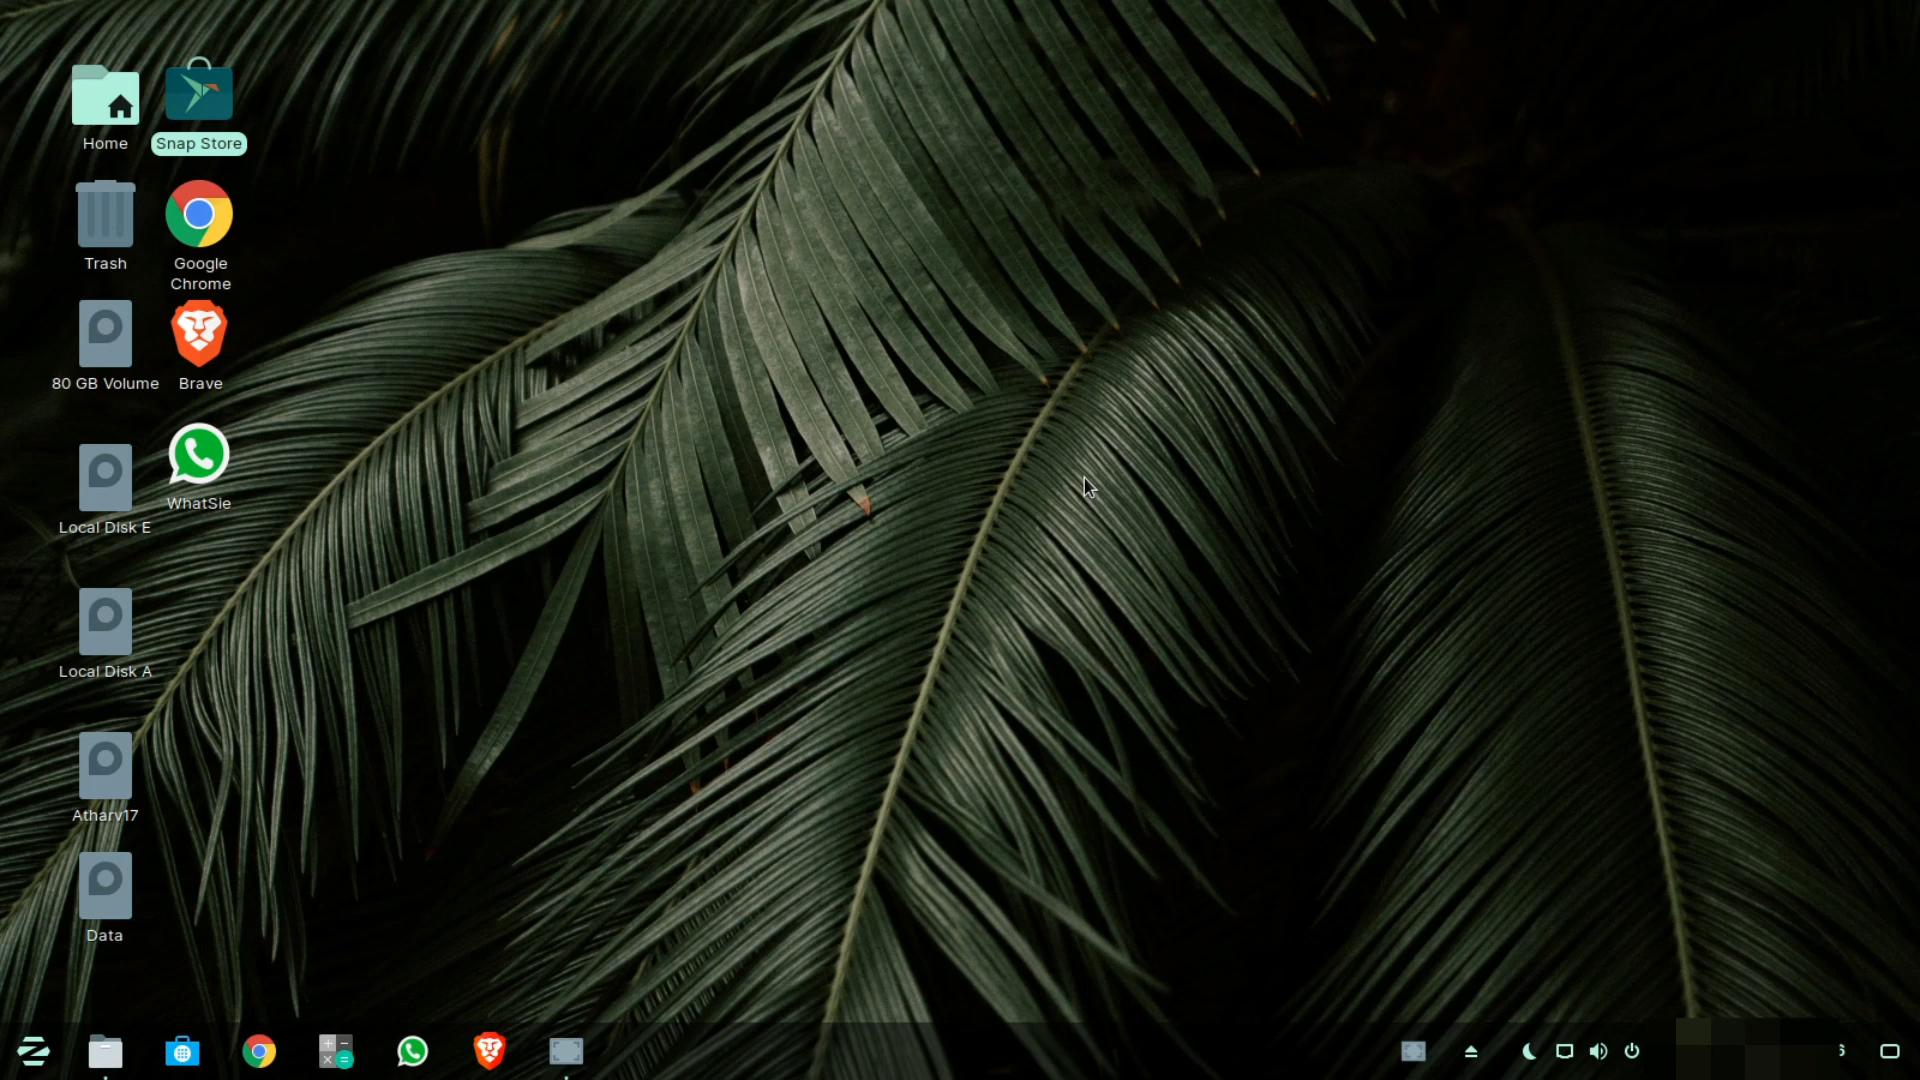 Home
Snap Store
Trash
Google
Chrome
80 GB Volume
Brave
Local Disk E
WhatSie
Local Disk A
Atharv17
Data